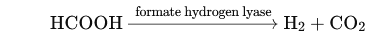 HCOOH formate hydrogen lyase → H₂ + CO₂